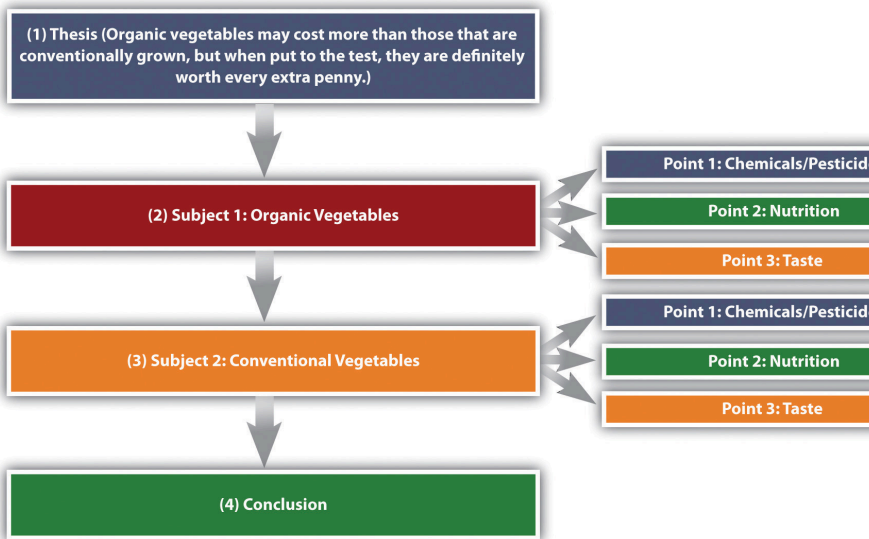 (1) Thesis (Organic vegetables may cost more than those that are
conventionally grown, but when put to the test, they are definitely
worth every extra penny.)
(2) Subject 1: Organic Vegetables
Point 1: Chemicals/Pesticid
Point 2: Nutrition
Point 3: Taste
(3) Subject 2: Conventional Vegetables
Point 1: Chemicals/Pesticid
Point 2: Nutrition
Point 3: Taste
(4) Conclusion